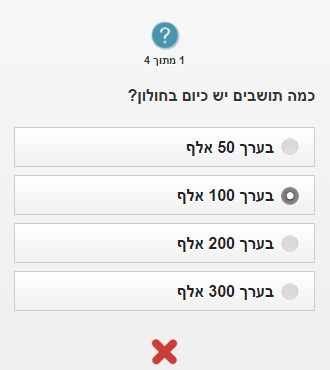 ?
1 מתוך 4
כמה תושבים יש כיום בחולון?
בערך 50 אלף
בערך 100 אלף
בערך 200 אלף
בערך 300 אלף